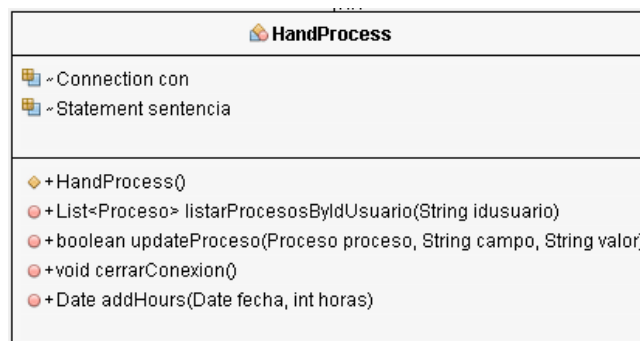 HandProcess
~Connection con
~Statement sentencia
+HandProcess()
+List<Proceso> listarProcesosByIdUsuario(String idusuario)
+boolean updateProceso(Proceso proceso, String campo, String valor)
+void cerrarConexion()
+Date addHours(Date fecha, int horas)